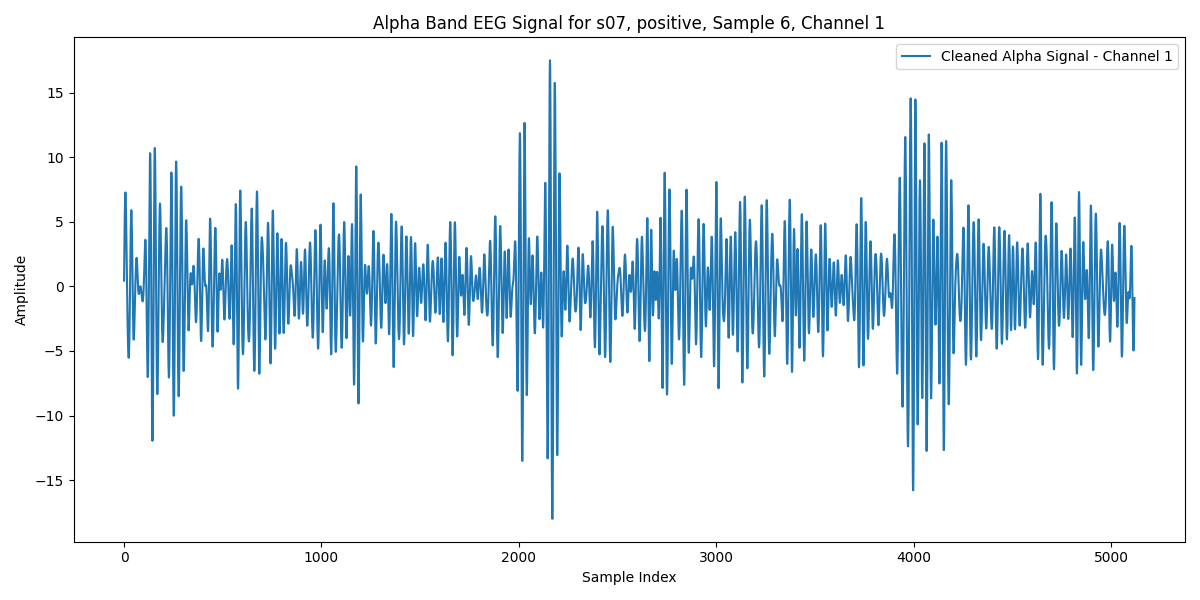 Alpha Band EEG Signal for s07, positive, Sample 6, Channel 1
Cleaned Alpha Signal - Channel 1
Amplitude
15
10
5
0
−5
−10
−15
0 1000 2000 3000 4000 5000
Sample Index